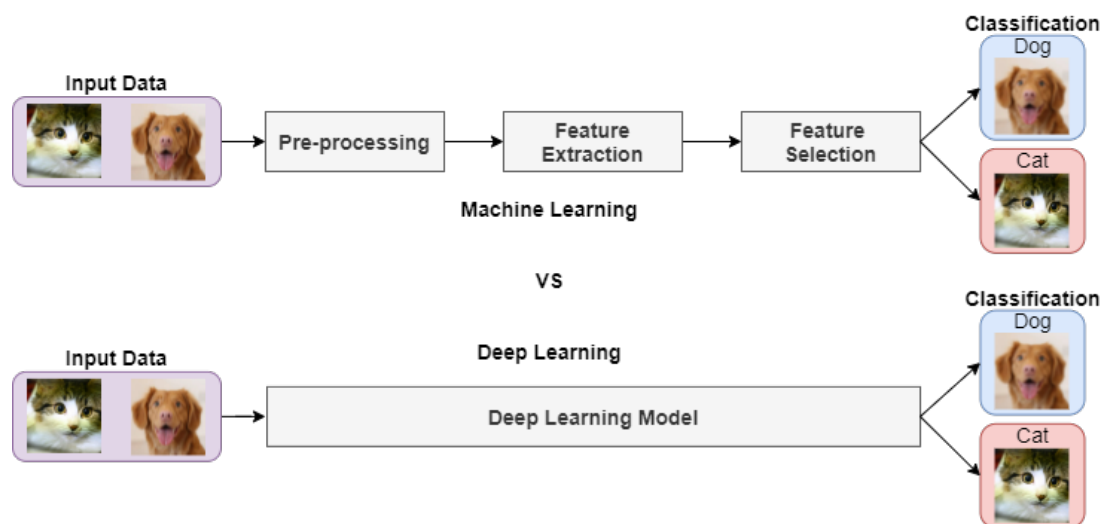 Classification
Dog
Input Data
Pre-processing
Feature
Extraction
Feature
Selection
Cat
Machine Learning
VS
Classification
Dog
Deep Learning
Input Data
Deep Learning Model
Cat